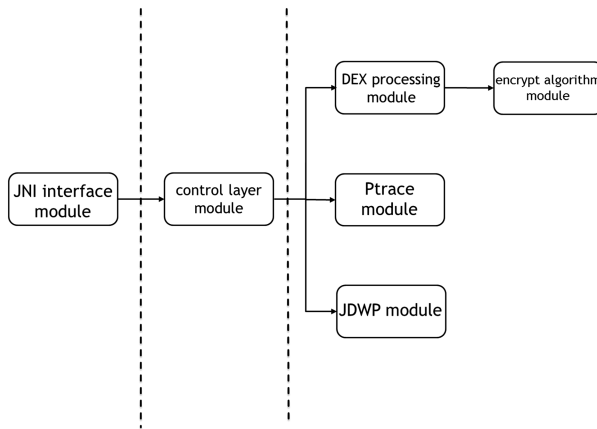 DEX processing
module
encrypt algorithm
module
JNI interface
module
control layer
module
Ptrace
module
JDWP module